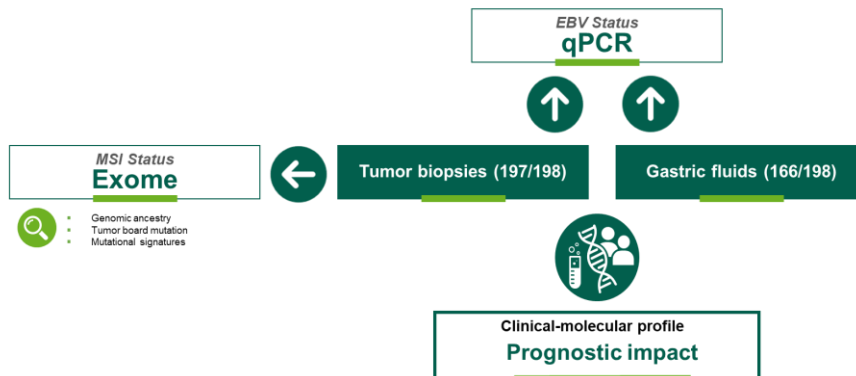 EBV Status
qPCR
MSI Status
Exome
Tumor biopsies (197/198)
Gastric fluids (166/198)
Genomic ancestry
Tumor board mutation
Mutational signatures
Clinical-molecular profile
Prognostic impact